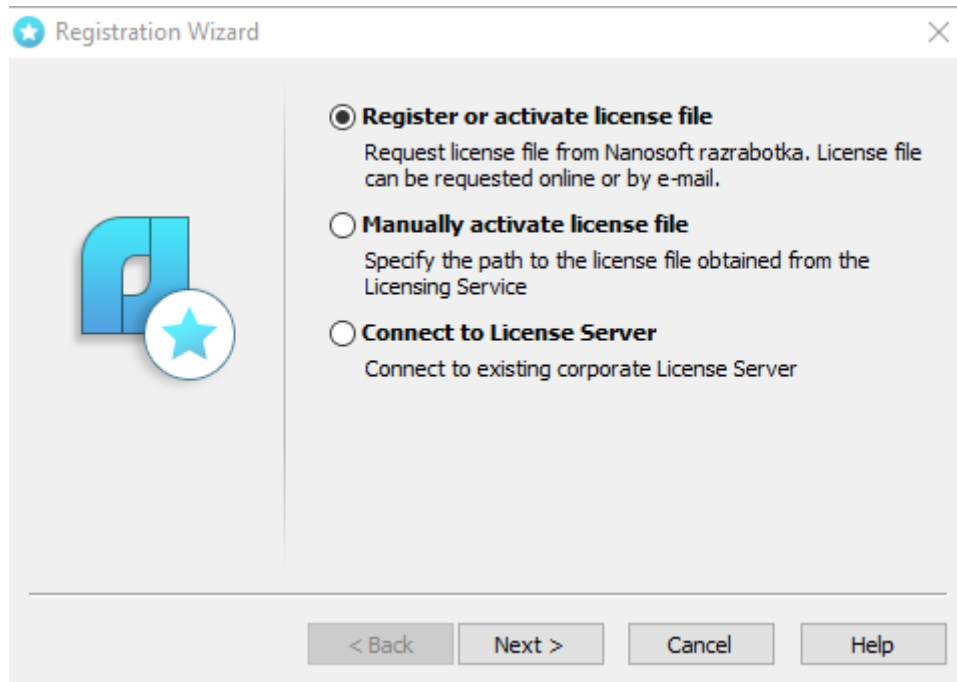 Registration Wizard
Register or activate license file
Request license file from Nanosoft razrabotka. License file
can be requested online or by e-mail.
Manually activate license file
Specify the path to the license file obtained from the
Licensing Service
Connect to License Server
Connect to existing corporate License Server
< Back Next > Cancel Help